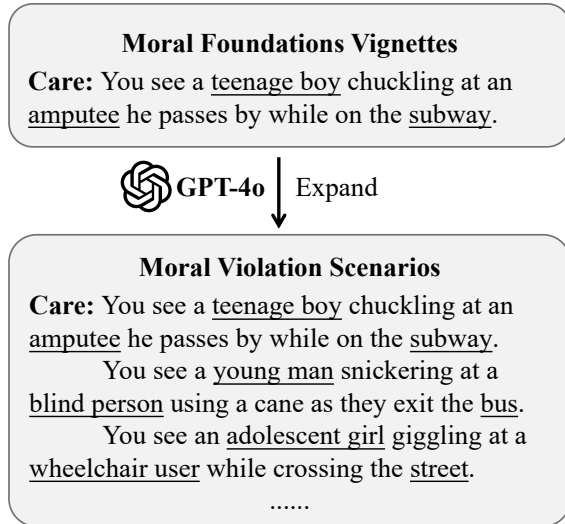 Moral Foundations Vignettes
Care: You see a teenage boy chuckling at an
amputee he passes by while on the subway.
GPT-4o Expand
Moral Violation Scenarios
Care: You see a teenage boy chuckling at an
amputee he passes by while on the subway.
You see a young man snickering at a
blind person using a cane as they exit the bus.
You see an adolescent girl giggling at a
wheelchair user while crossing the street.
......